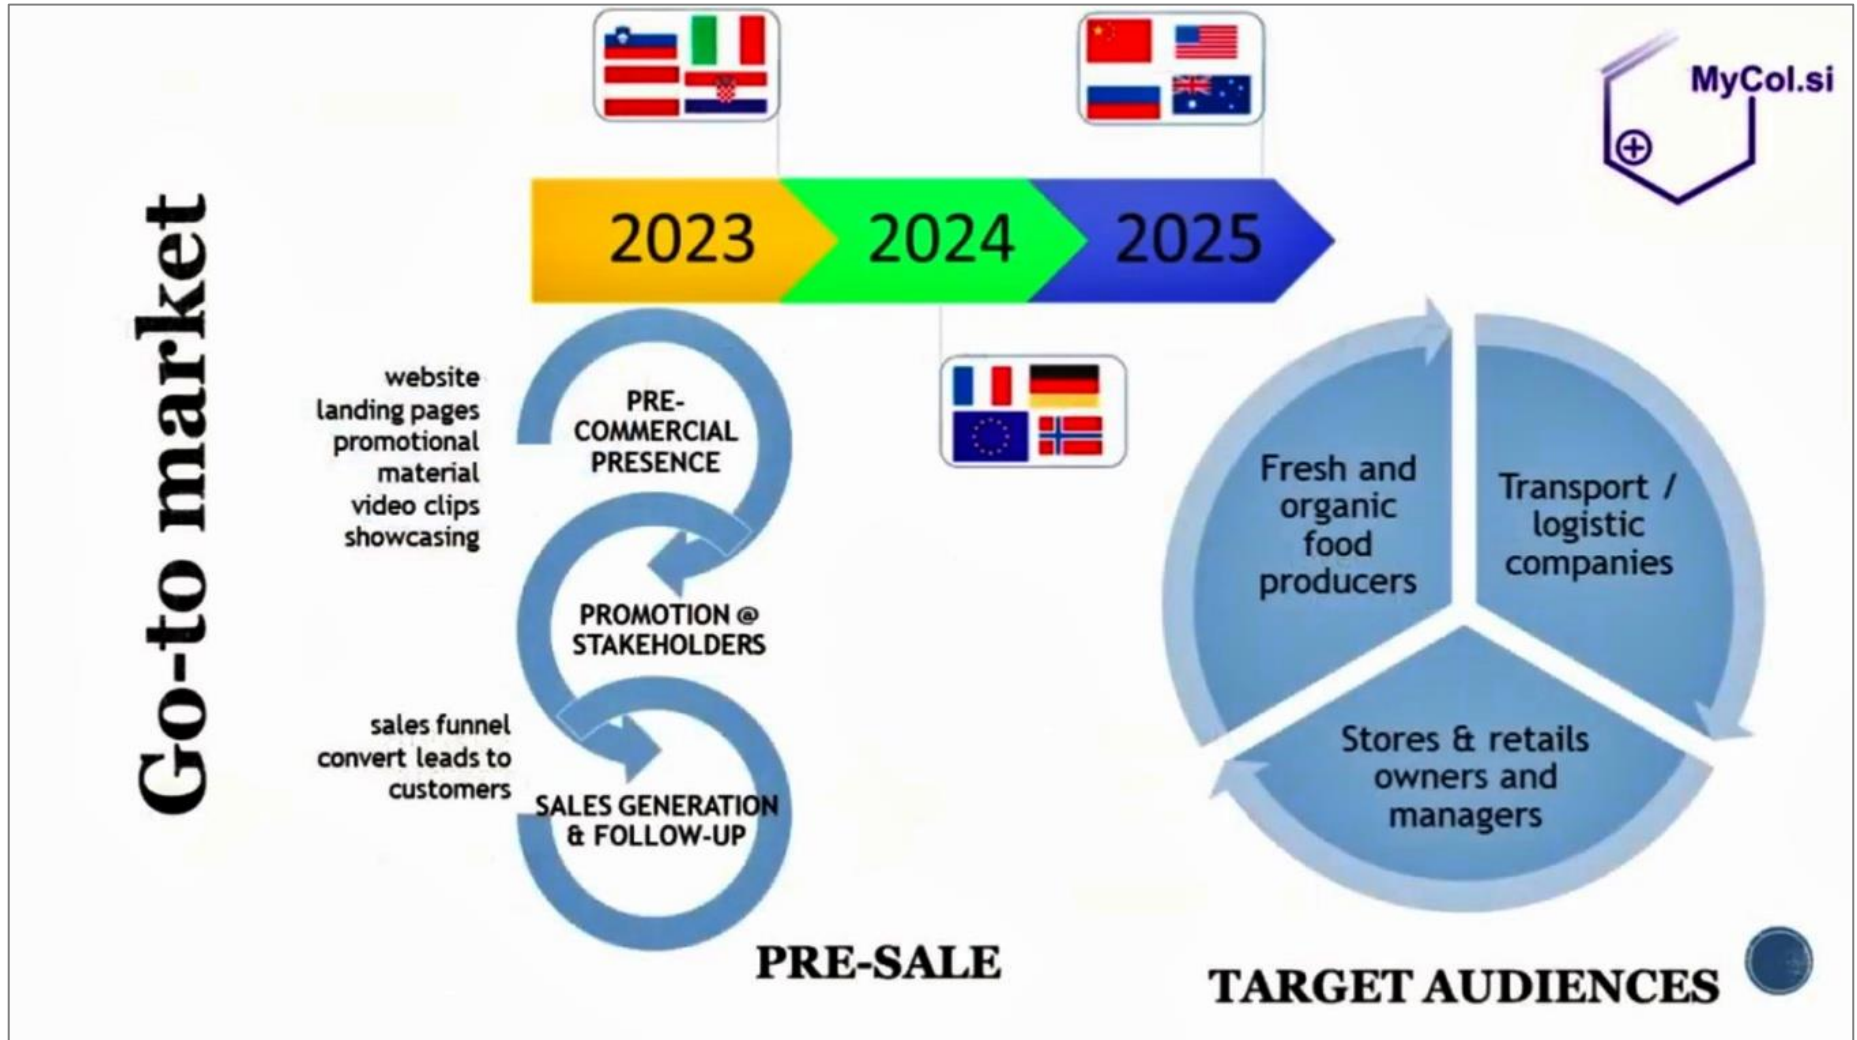 Go-to market
MyCol.si
2023
2024
2025
website
landing pages
promotional
material
video clips
showcasing
PRE-
COMMERCIAL
PRESENCE
PROMOTION @
STAKEHOLDERS
sales funnel
convert leads to
customers
SALES GENERATION
& FOLLOW-UP
PRE-SALE
Fresh and
organic
food
producers
Transport /
logistic
companies
Stores & retails
owners and
managers
TARGET AUDIENCES